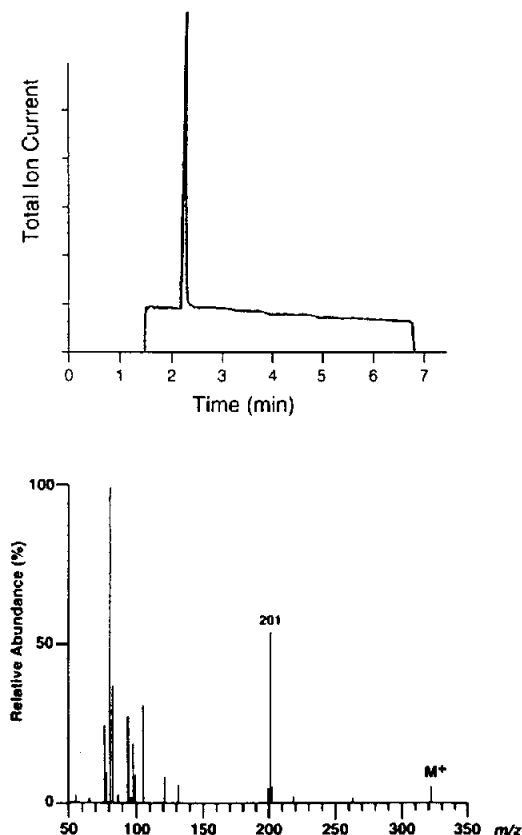 Total Ion Current
0 1 2 3 4 5 6 7
Time (min)
Relative Abundance (%)
100
50
0
201
M+
50 100 150 200 250 300 350 m/z